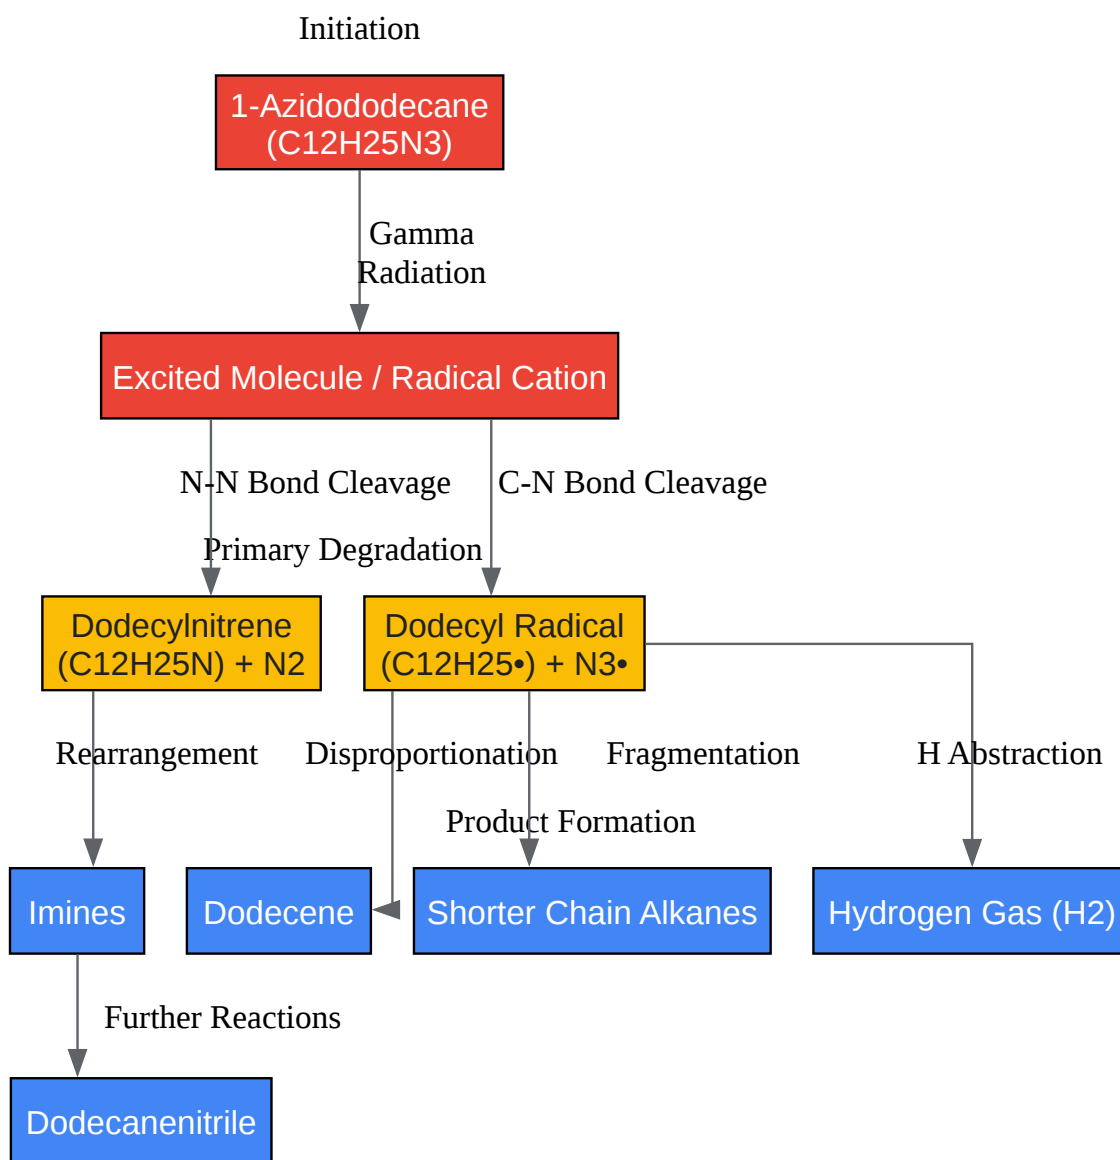 Initiation
1-Azidododecane
(C12H25N3)
Gamma
Radiation
Excited Molecule / Radical Cation
N-N Bond Cleavage
C-N Bond Cleavage
Primary Degradation
Dodecylnitrene
(C12H25N) + N2
Dodecyl Radical
(C12H25•) + N3•
Rearrangement
Disproportionation
Fragmentation
H Abstraction
Product Formation
Imines
Dodecene
Shorter Chain Alkanes
Hydrogen Gas (H2)
Further Reactions
Dodecanenitrile